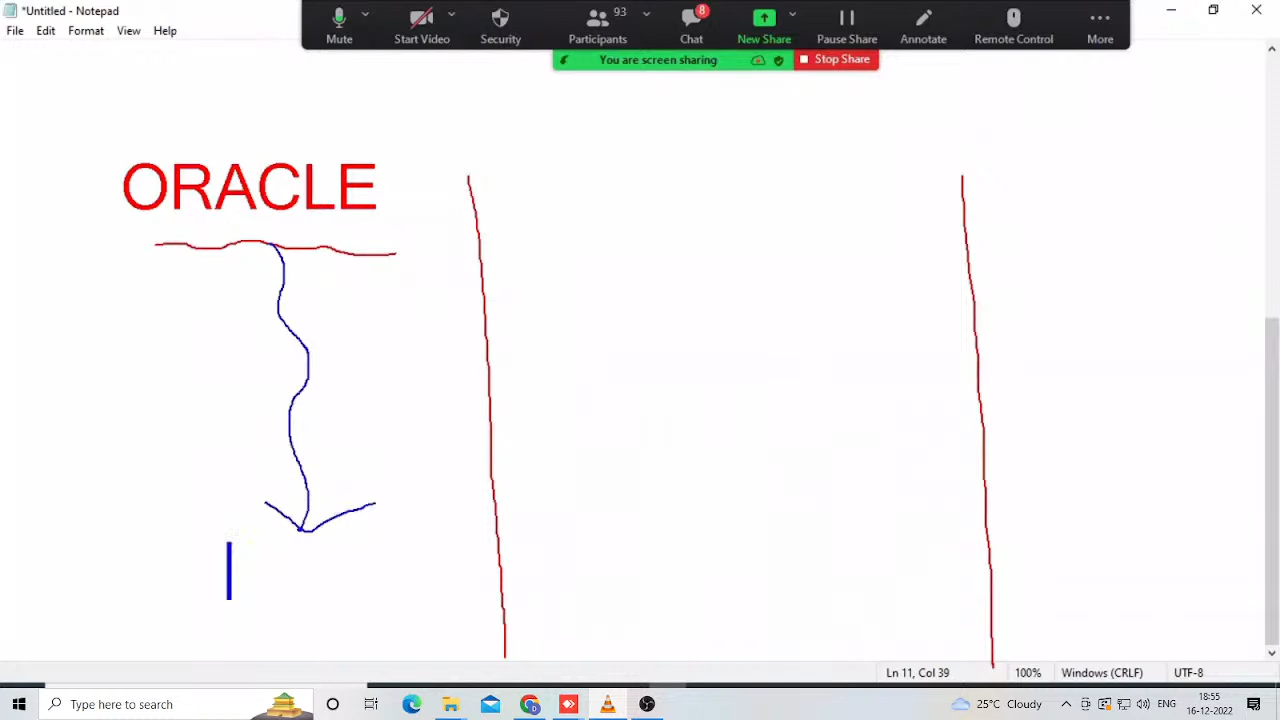 *Untitled - Notepad
File Edit Format View Help
Mute Start Video Security Participants 93 Chat 8 New Share Pause Share Annotate Remote Control More
You are screen sharing Stop Share
ORACLE
Ln 11, Col 39 100% Windows (CRLF) UTF-8
Type here to search
25°C Cloudy ENG
18:55
16-12-2022